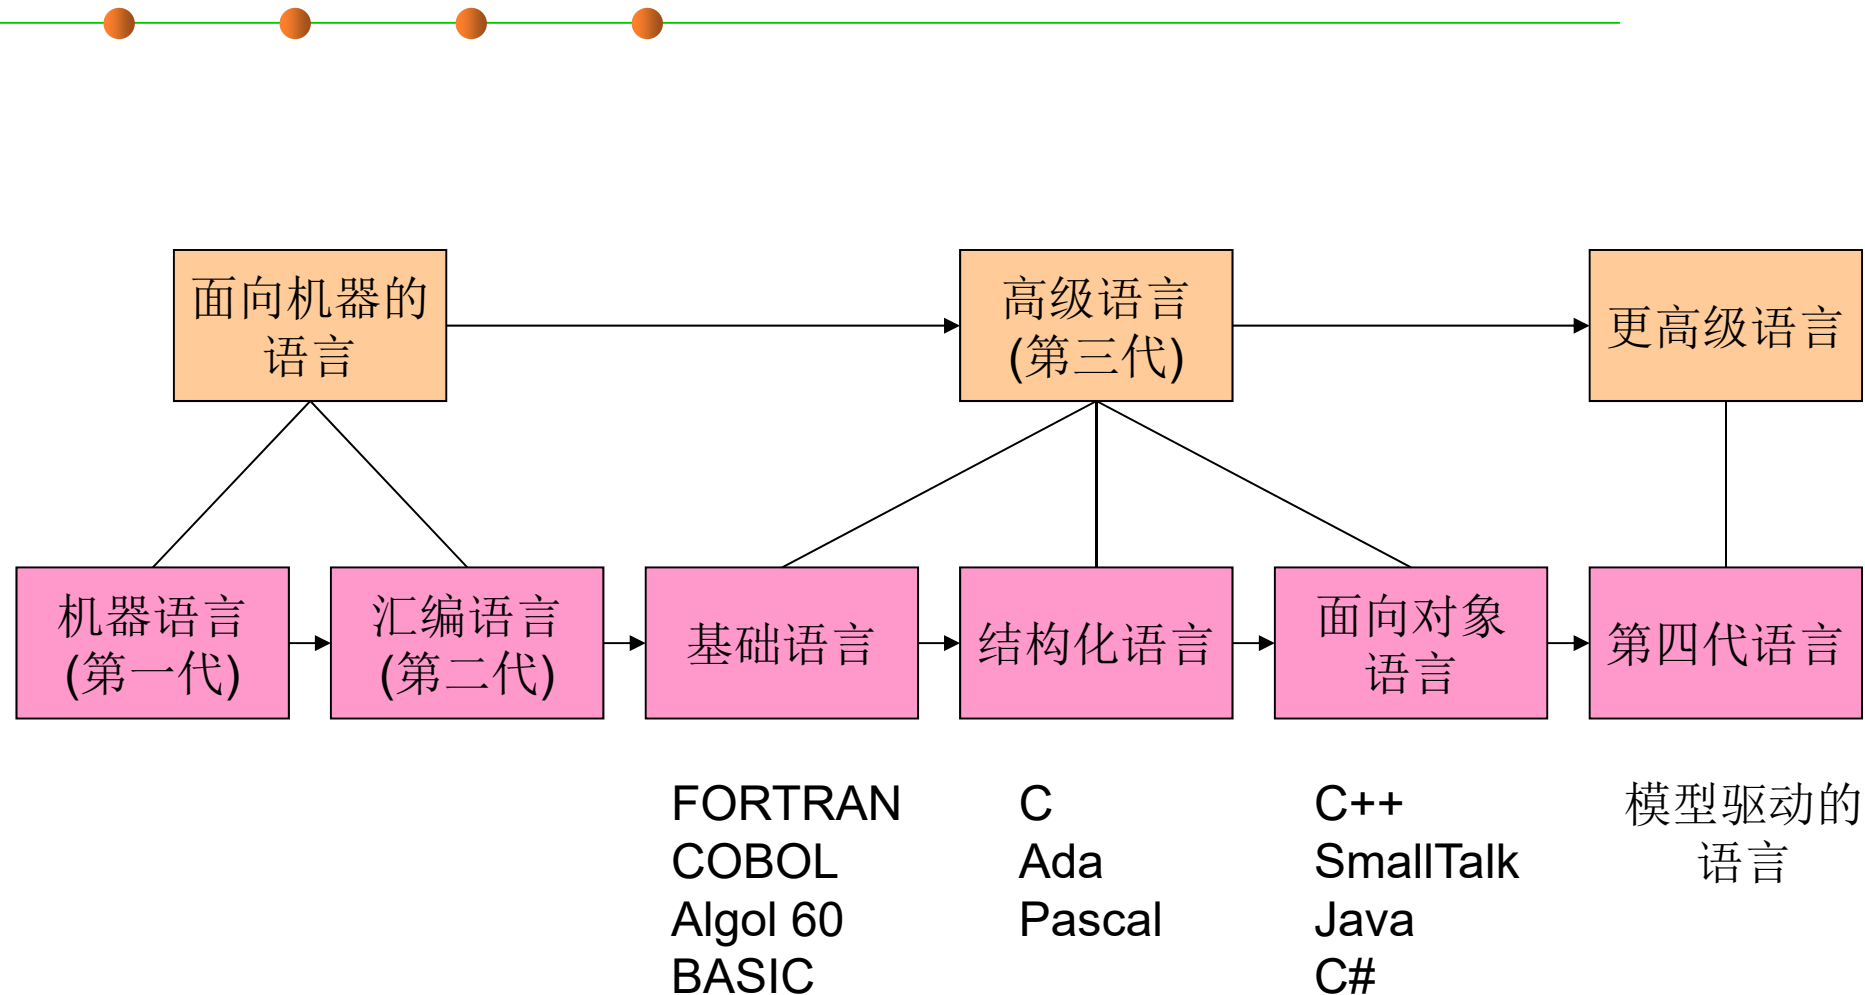 面向机器的
语言
高级语言
(第三代)
更高级语言
机器语言
(第一代)
汇编语言
(第二代)
基础语言
结构化语言
面向对象
语言
第四代语言
FORTRAN
COBOL
Algol 60
BASIC
C
Ada
Pascal
C++
SmallTalk
Java
C#
模型驱动的
语言